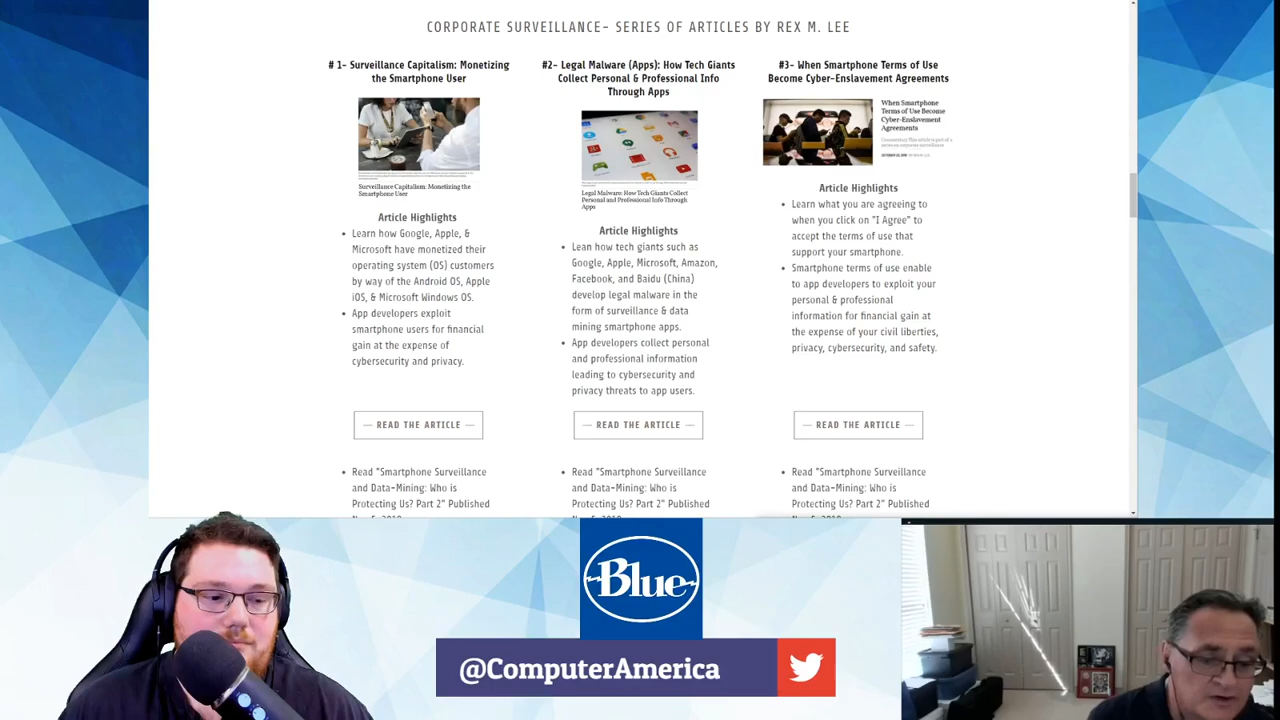 CORPORATE SURVEILLANCE- SERIES OF ARTICLES BY REX M. LEE
# 1- Surveillance Capitalism: Monetizing
the Smartphone User
Surveillance Capitalism: Monetizing the
Smartphone User
Article Highlights
• Learn how Google, Apple, &
Microsoft have monetized their
operating system (OS) customers
by way of the Android OS, Apple
iOS, & Microsoft Windows OS.
• App developers exploit
smartphone users for financial
gain at the expense of
cybersecurity and privacy.
— READ THE ARTICLE —
• Read "Smartphone Surveillance
and Data-Mining: Who is
Protecting Us? Part 2" Published
#2- Legal Malware (Apps): How Tech Giants
Collect Personal & Professional Info
Through Apps
Legal Malware: How Tech Giants Collect
Personal and Professional Info Through
Apps
Article Highlights
• Lean how tech giants such as
Google, Apple, Microsoft, Amazon,
Facebook, and Baidu (China)
develop legal malware in the
form of surveillance & data
mining smartphone apps.
• App developers collect personal
and professional information
leading to cybersecurity and
privacy threats to app users.
— READ THE ARTICLE —
• Read "Smartphone Surveillance
and Data-Mining: Who is
Protecting Us? Part 2" Published
#3- When Smartphone Terms of Use
Become Cyber-Enslavement Agreements
When Smartphone
Terms of Use Become
Cyber-Enslavement
Agreements
Article Highlights
• Learn what you are agreeing to
when you click on "I Agree" to
accept the terms of use that
support your smartphone.
• Smartphone terms of use enable
to app developers to exploit your
personal & professional
information for financial gain at
the expense of your civil liberties,
privacy, cybersecurity, and safety.
— READ THE ARTICLE —
• Read "Smartphone Surveillance
and Data-Mining: Who is
Protecting Us? Part 2" Published
Blue
@ComputerAmerica